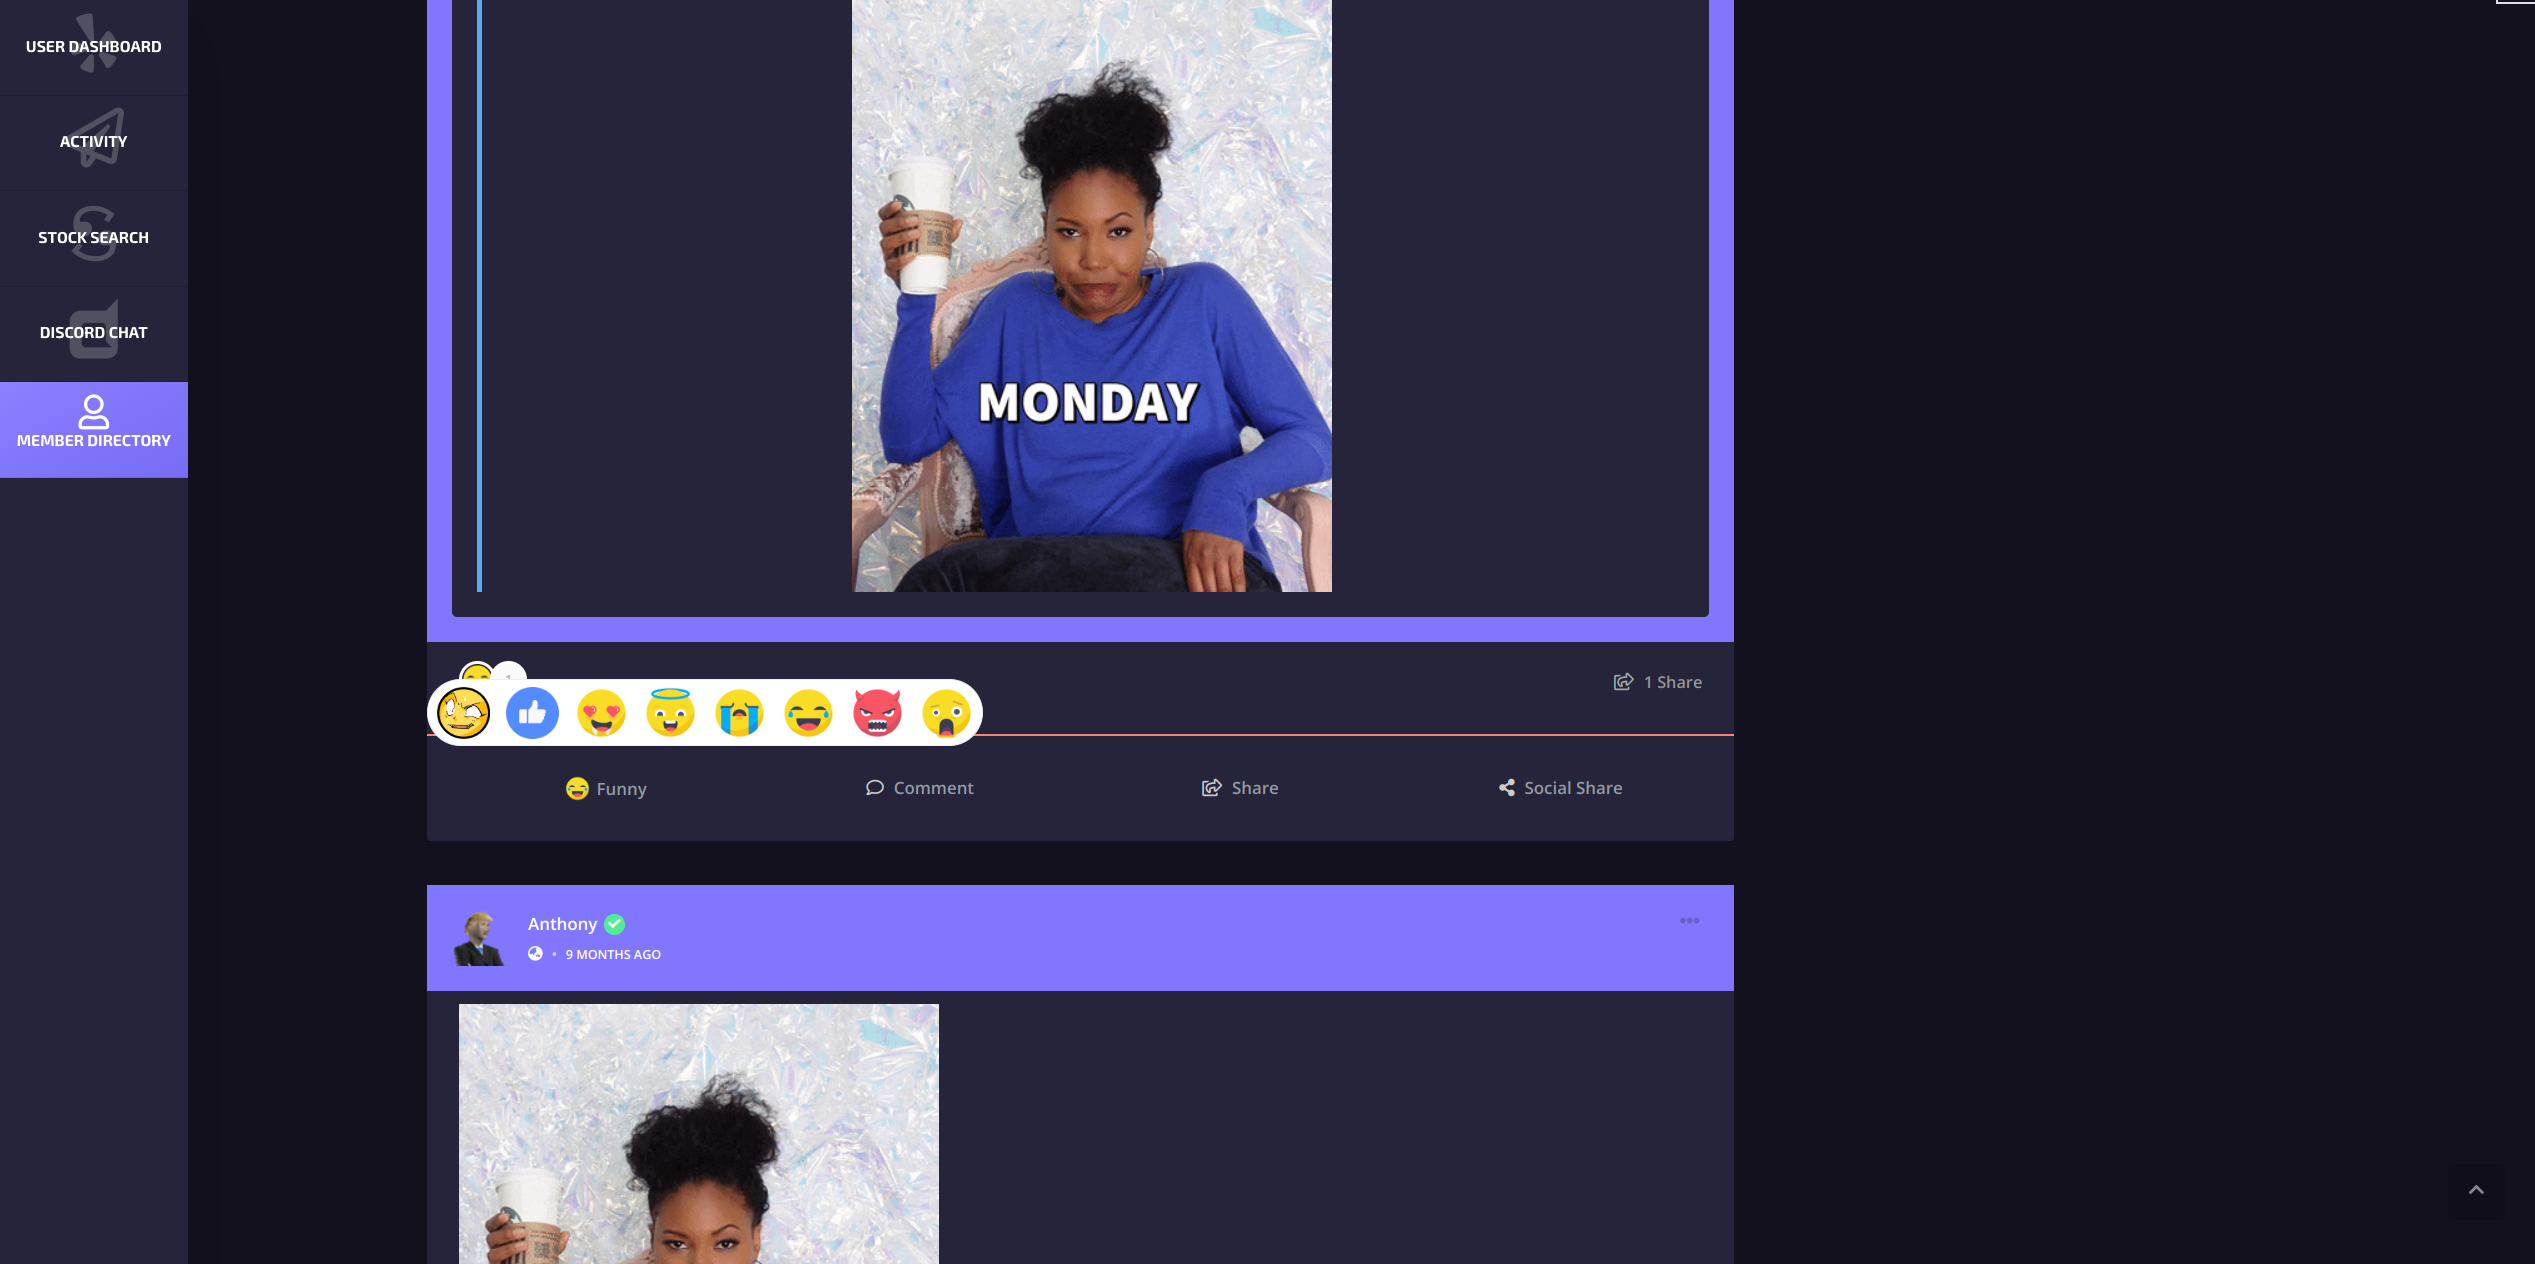 USER DASHBOARD
ACTIVITY
STOCK SEARCH
DISCORD CHAT
MEMBER DIRECTORY
MONDAY
1 Share
Funny
Comment
Share
Social Share
Anthony
• 9 MONTHS AGO